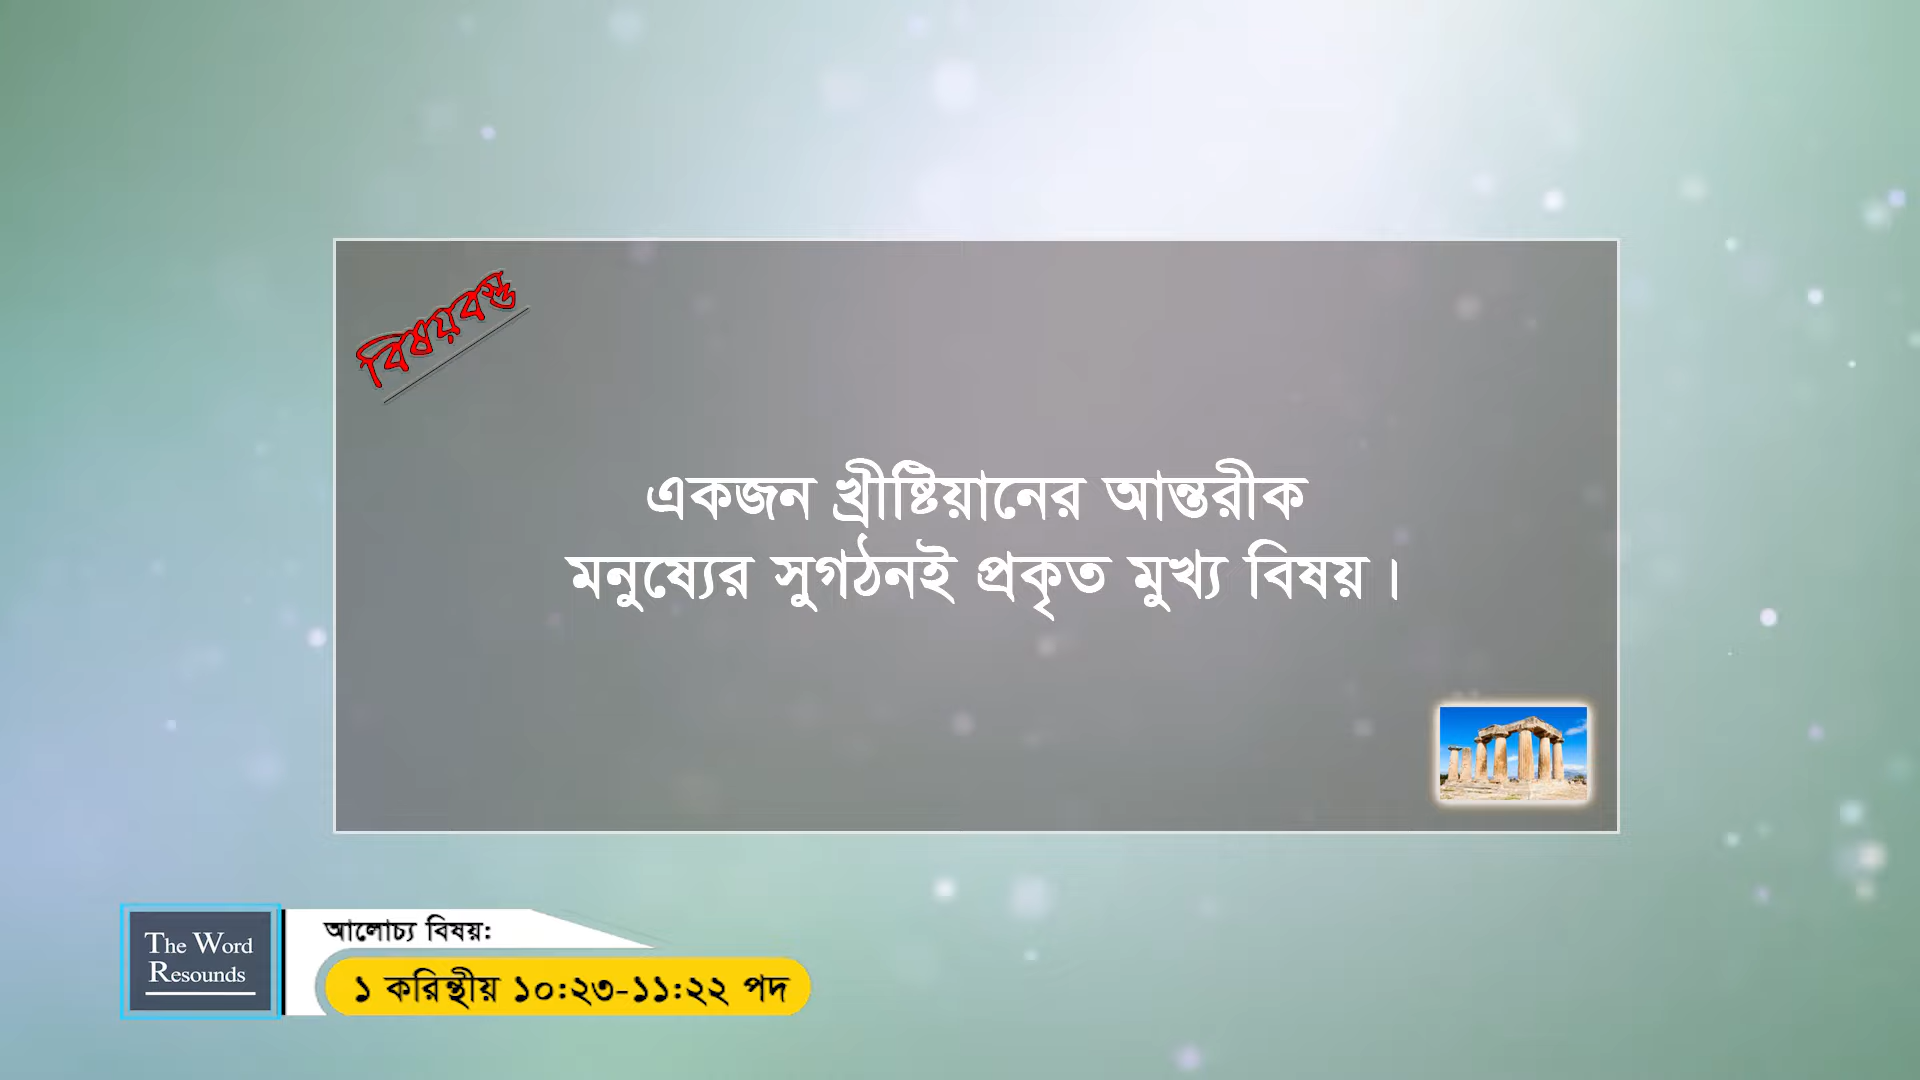 বিষয়বস্তু
একজন খ্রীষ্টিয়ানের আন্তরীক
মনুষ্যের সুগঠনই প্রকৃত মুখ্য বিষয়।
The Word
Resounds
আলোচ্য বিষয়:
১ করিন্থীয় ১০:২৩-১১:২২ পদ